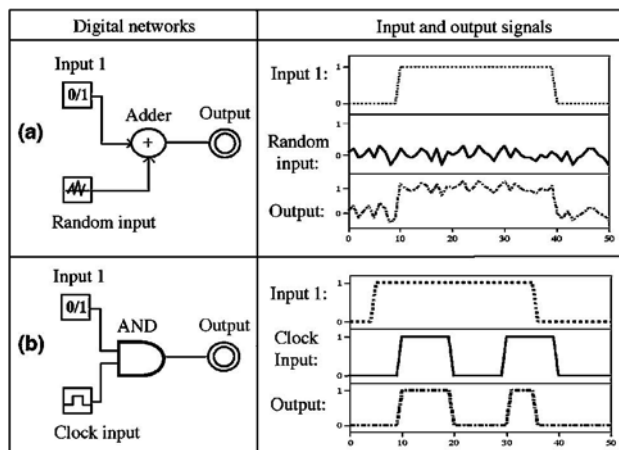 Digital networks
Input and output signals
(a)
Input 1
0/1
Adder
+
Output
Random input
Input 1:
1
0
Random
input:
0
Output:
1
0
0 10 20 30 40 50
(b)
Input 1
0/1
AND
Output
Clock input
Input 1:
1
0
Clock
Input:
1
0
Output:
1
0
0 10 20 30 40 50